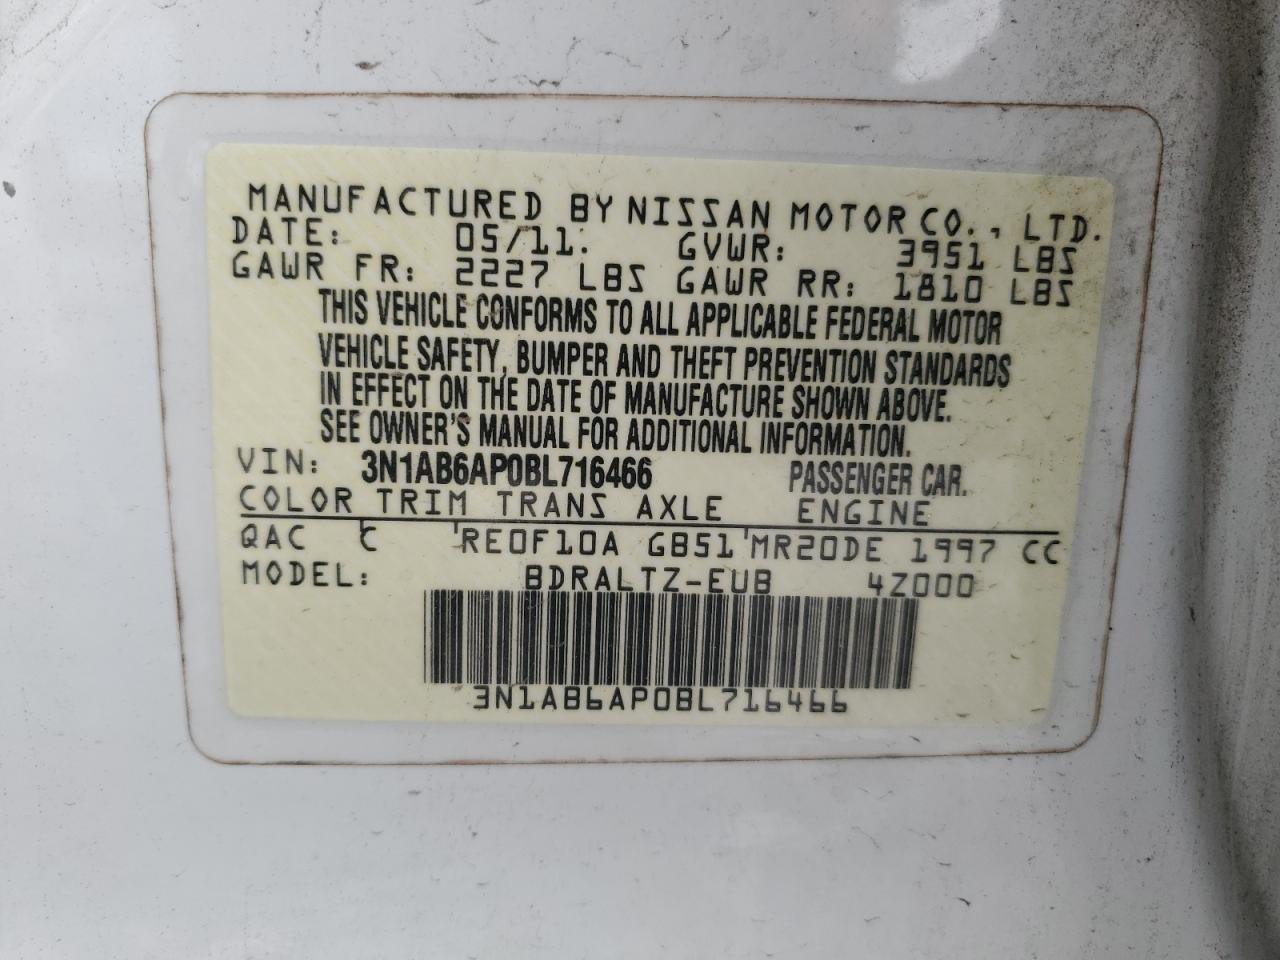 MANUFACTURED BY NISSAN MOTOR CO., LTD.
DATE: 05/11. GVWR: 3951 LBS
GAWR FR: 2227 LBS GAWR RR: 1810 LBS
THIS VEHICLE CONFORMS TO ALL APPLICABLE FEDERAL MOTOR
VEHICLE SAFETY, BUMPER AND THEFT PREVENTION STANDARDS
IN EFFECT ON THE DATE OF MANUFACTURE SHOWN ABOVE.
SEE OWNER'S MANUAL FOR ADDITIONAL INFORMATION.
VIN: 3N1AB6AP0BL716466 PASSENGER CAR.
COLOR TRIM TRANS AXLE ENGINE
QAC C 'RE0F10A GB51'MR20DE 1997 CC
MODEL: BDRALTZ-EUB 4Z000
3N1AB6AP0BL716466